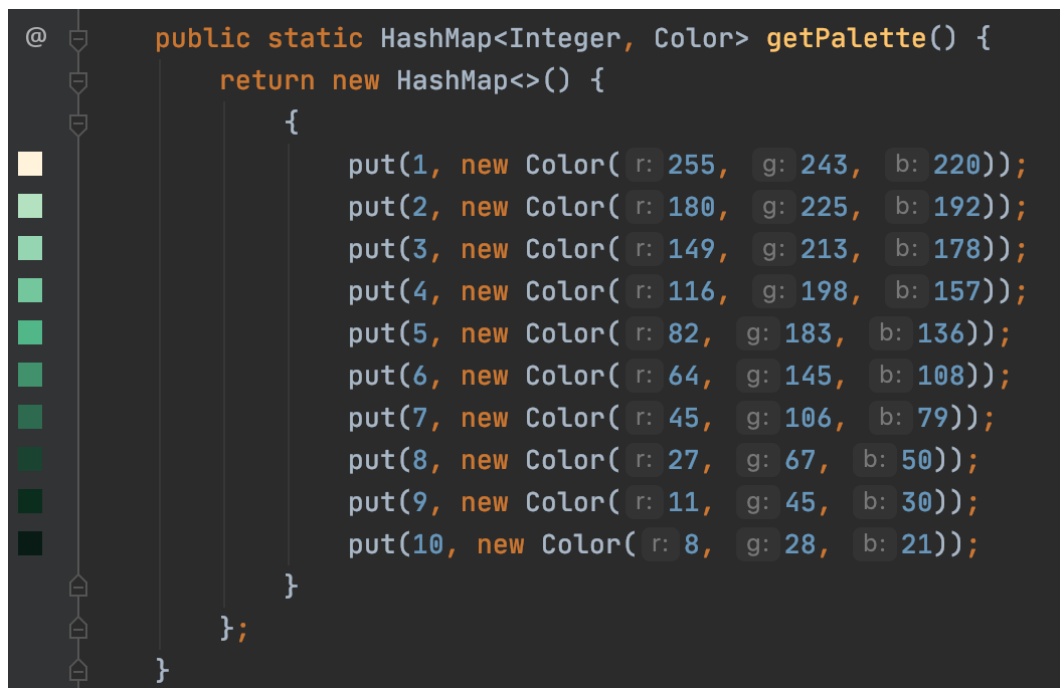 @ public static HashMap<Integer, Color> getPalette() {
return new HashMap<>() {
{
put(1, new Color( r: 255, g: 243, b: 220));
put(2, new Color( r: 180, g: 225, b: 192));
put(3, new Color( r: 149, g: 213, b: 178));
put(4, new Color( r: 116, g: 198, b: 157));
put(5, new Color( r: 82, g: 183, b: 136));
put(6, new Color( r: 64, g: 145, b: 108));
put(7, new Color( r: 45, g: 106, b: 79));
put(8, new Color( r: 27, g: 67, b: 50));
put(9, new Color( r: 11, g: 45, b: 30));
put(10, new Color( r: 8, g: 28, b: 21));
}
};
}